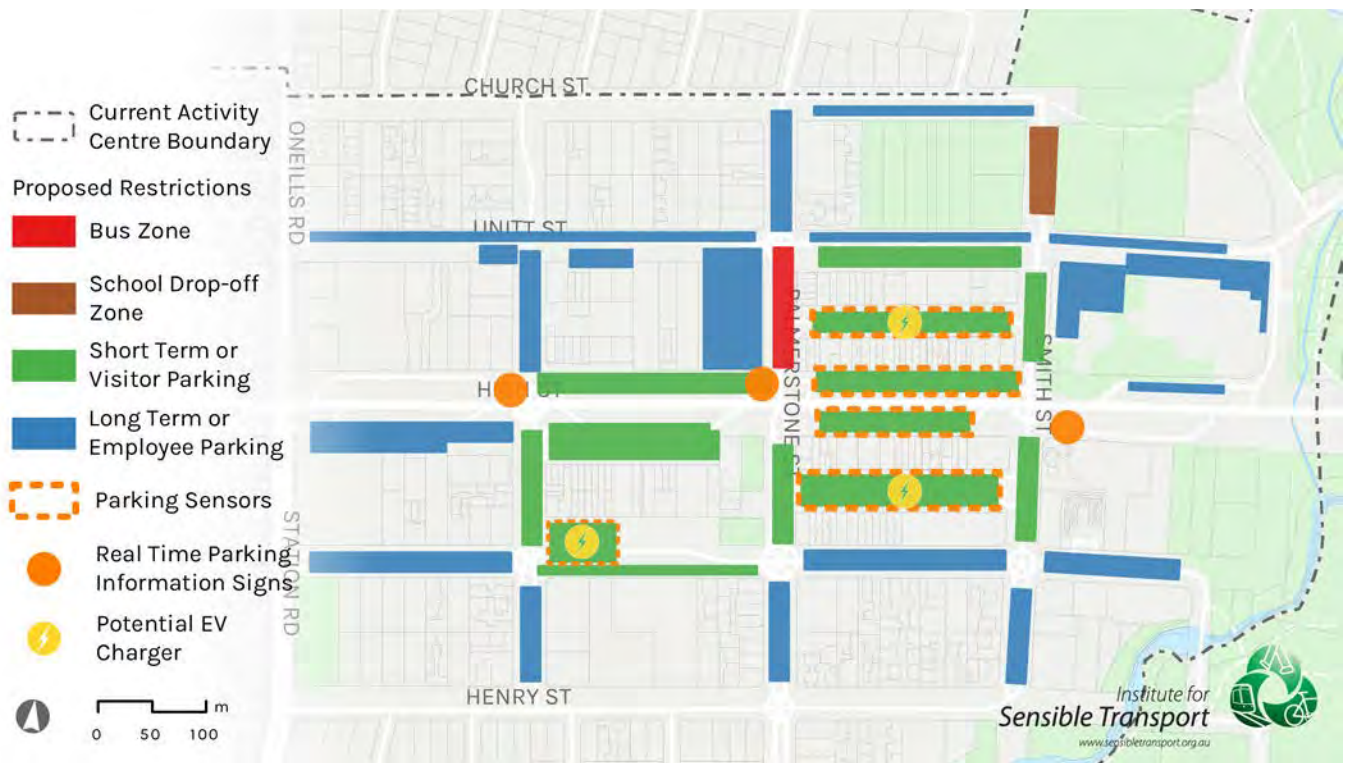 CHURCH ST
Current Activity
Centre Boundary
ONEILLS RD
Proposed Restrictions
Bus Zone
UNITT ST
School Drop-off
Zone
PALMERSTONE ST
Short Term or
Visitor Parking
SMITH ST
Long Term or
Employee Parking
Parking Sensors
STATION RD
Real Time Parking
Information Signs
Potential EV
Charger
HENRY ST
m
0 50 100
Institute for
Sensible Transport
www.sensibletransport.org.au